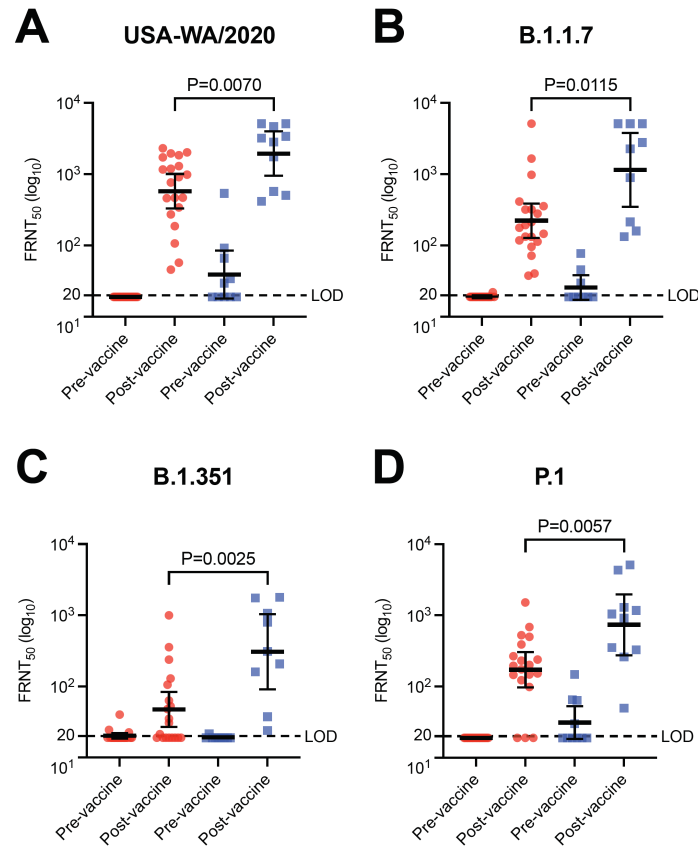 A
USA-WA/2020
P=0.0070
FRNT50 (log10)
10^4
10^3
10^2
20
10^1
LOD
Pre-vaccine
Post-vaccine
Pre-vaccine
Post-vaccine
B
B.1.1.7
P=0.0115
FRNT50 (log10)
10^4
10^3
10^2
20
10^1
LOD
Pre-vaccine
Post-vaccine
Pre-vaccine
Post-vaccine
C
B.1.351
P=0.0025
FRNT50 (log10)
10^4
10^3
10^2
20
10^1
LOD
Pre-vaccine
Post-vaccine
Pre-vaccine
Post-vaccine
D
P.1
P=0.0057
FRNT50 (log10)
10^4
10^3
10^2
20
10^1
LOD
Pre-vaccine
Post-vaccine
Pre-vaccine
Post-vaccine